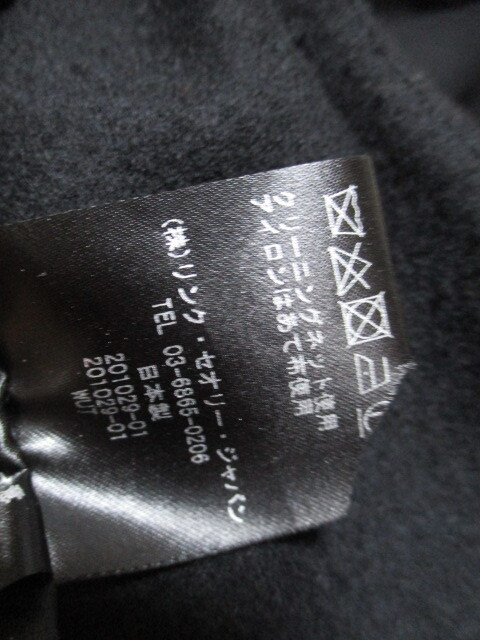 クリーニングネット使用
アイロンはあて布使用
(株)リンク・セオリー・ジャパン
TEL 03-6865-0206
日本製
201029-01
201029-01
WUT